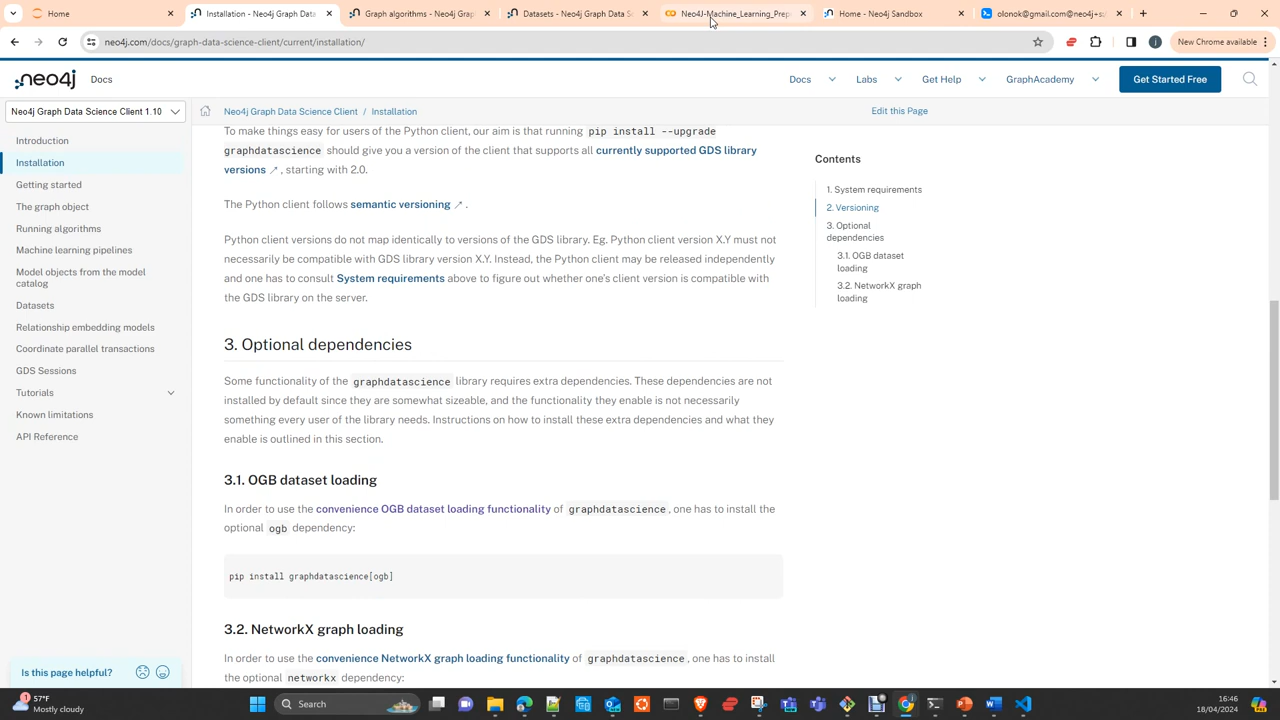 Home
Installation - Neo4j Graph Data
Graph algorithms - Neo4j Grap
Datasets - Neo4j Graph Data S
Neo4J-Machine_Learning_Prep
Home - Neo4j Sandbox
olonok@gmail.com@neo4j+s:
neo4j.com/docs/graph-data-science-client/current/installation/
New Chrome available
neo4j Docs
Docs
Labs
Get Help
GraphAcademy
Get Started Free
Neo4j Graph Data Science Client 1.10
Neo4j Graph Data Science Client / Installation
Edit this Page
Introduction
Installation
Getting started
The graph object
Running algorithms
Machine learning pipelines
Model objects from the model
catalog
Datasets
Relationship embedding models
Coordinate parallel transactions
GDS Sessions
Tutorials
Known limitations
API Reference
Is this page helpful?
To make things easy for users of the Python client, our aim is that running pip install --upgrade
graphdatascience should give you a version of the client that supports all currently supported GDS library
versions ↗ , starting with 2.0.
The Python client follows semantic versioning ↗ .
Python client versions do not map identically to versions of the GDS library. Eg. Python client version X.Y must not
necessarily be compatible with GDS library version X.Y. Instead, the Python client may be released independently
and one has to consult System requirements above to figure out whether one's client version is compatible with
the GDS library on the server.
3. Optional dependencies
Some functionality of the graphdatascience library requires extra dependencies. These dependencies are not
installed by default since they are somewhat sizeable, and the functionality they enable is not necessarily
something every user of the library needs. Instructions on how to install these extra dependencies and what they
enable is outlined in this section.
3.1. OGB dataset loading
In order to use the convenience OGB dataset loading functionality of graphdatascience, one has to install the
optional ogb dependency:
pip install graphdatascience[ogb]
3.2. NetworkX graph loading
In order to use the convenience NetworkX graph loading functionality of graphdatascience, one has to install
the optional networkx dependency:
Contents
1. System requirements
2. Versioning
3. Optional
dependencies
3.1. OGB dataset
loading
3.2. NetworkX graph
loading
57°F
Mostly cloudy
Search
16:46
18/04/2024